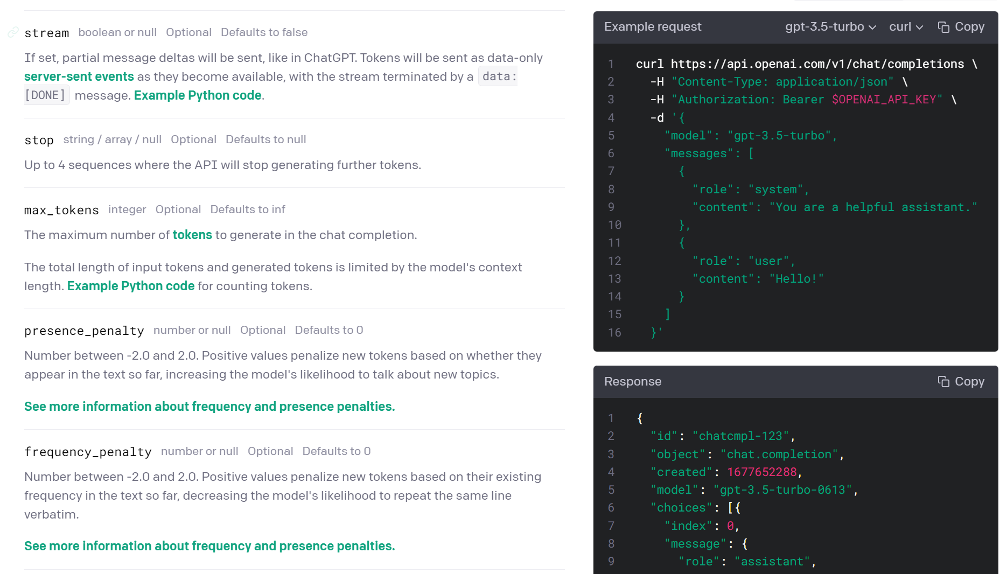 stream boolean or null Optional Defaults to false
If set, partial message deltas will be sent, like in ChatGPT. Tokens will be sent as data-only
server-sent events as they become available, with the stream terminated by a data:
[DONE] message. Example Python code.
stop string / array / null Optional Defaults to null
Up to 4 sequences where the API will stop generating further tokens.
max_tokens integer Optional Defaults to inf
The maximum number of tokens to generate in the chat completion.
The total length of input tokens and generated tokens is limited by the model's context
length. Example Python code for counting tokens.
presence_penalty number or null Optional Defaults to 0
Number between -2.0 and 2.0. Positive values penalize new tokens based on whether they
appear in the text so far, increasing the model's likelihood to talk about new topics.
See more information about frequency and presence penalties.
frequency_penalty number or null Optional Defaults to 0
Number between -2.0 and 2.0. Positive values penalize new tokens based on their existing
frequency in the text so far, decreasing the model's likelihood to repeat the same line
verbatim.
See more information about frequency and presence penalties.
Example request gpt-3.5-turbo curl Copy
1 curl https://api.openai.com/v1/chat/completions \
2 -H "Content-Type: application/json" \
3 -H "Authorization: Bearer $OPENAI_API_KEY" \
4 -d '{
5 "model": "gpt-3.5-turbo",
6 "messages": [
7 {
8 "role": "system",
9 "content": "You are a helpful assistant."
10 },
11 {
12 "role": "user",
13 "content": "Hello!"
14 }
15 ]
16 }'
Response Copy
1 {
2 "id": "chatcmpl-123",
3 "object": "chat.completion",
4 "created": 1677652288,
5 "model": "gpt-3.5-turbo-0613",
6 "choices": [{
7 "index": 0,
8 "message": {
9 "role": "assistant",